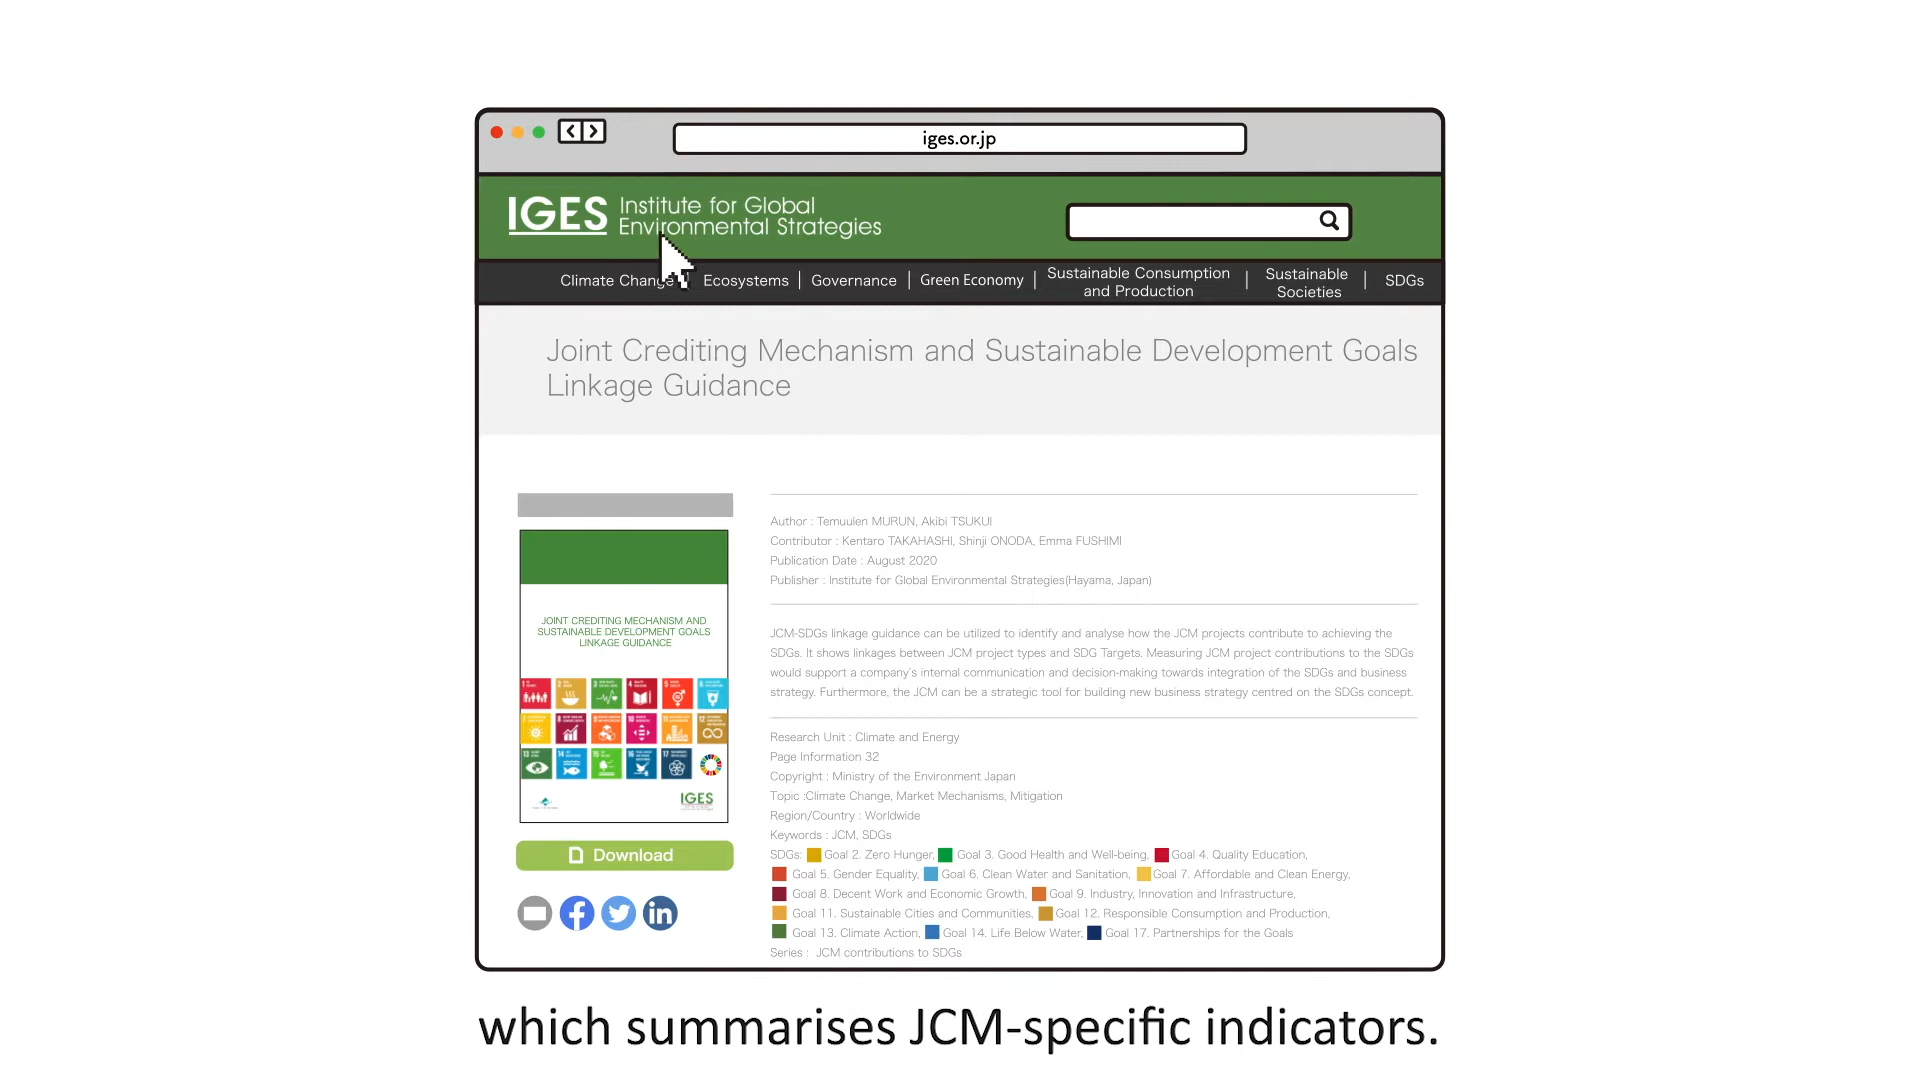 iges.or.jp
IGES Institute for Global
Environmental Strategies
Climate Change | Ecosystems | Governance | Green Economy | Sustainable Consumption and Production | Sustainable Societies | SDGs
Joint Crediting Mechanism and Sustainable Development Goals
Linkage Guidance
JOINT CREDITING MECHANISM AND
SUSTAINABLE DEVELOPMENT GOALS
LINKAGE GUIDANCE
IGES
Download
Author : Temuulen MURUN, Akibi TSUKUI
Contributor : Kentaro TAKAHASHI, Shinji ONODA, Emma FUSHIMI
Publication Date : August 2020
Publisher : Institute for Global Environmental Strategies(Hayama, Japan)
JCM-SDGs linkage guidance can be utilized to identify and analyse how the JCM projects contribute to achieving the
SDGs. It shows linkages between JCM project types and SDG Targets. Measuring JCM project contributions to the SDGs
would support a company's internal communication and decision-making towards integration of the SDGs and business
strategy. Furthermore, the JCM can be a strategic tool for building new business strategy centred on the SDGs concept.
Research Unit : Climate and Energy
Page Information 32
Copyright : Ministry of the Environment Japan
Topic :Climate Change, Market Mechanisms, Mitigation
Region/Country : Worldwide
Keywords : JCM, SDGs
SDGs: Goal 2. Zero Hunger, Goal 3. Good Health and Well-being, Goal 4. Quality Education,
Goal 5. Gender Equality, Goal 6. Clean Water and Sanitation, Goal 7. Affordable and Clean Energy,
Goal 8. Decent Work and Economic Growth, Goal 9. Industry, Innovation and Infrastructure,
Goal 11. Sustainable Cities and Communities, Goal 12. Responsible Consumption and Production,
Goal 13. Climate Action, Goal 14. Life Below Water, Goal 17. Partnerships for the Goals
Series : JCM contributions to SDGs
which summarises JCM-specific indicators.